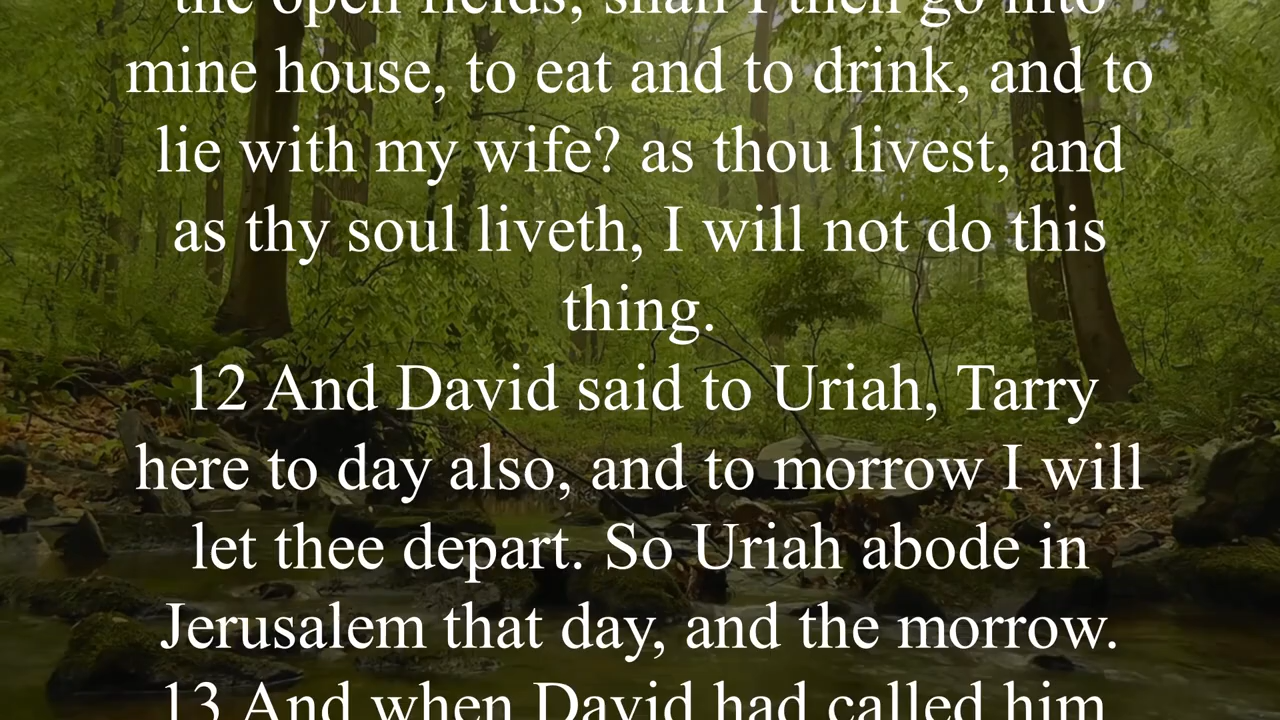 the open fields; shall I then go into
mine house, to eat and to drink, and to
lie with my wife? as thou livest, and
as thy soul liveth, I will not do this
thing.
12 And David said to Uriah, Tarry
here to day also, and to morrow I will
let thee depart. So Uriah abode in
Jerusalem that day, and the morrow.
13 And when David had called him,